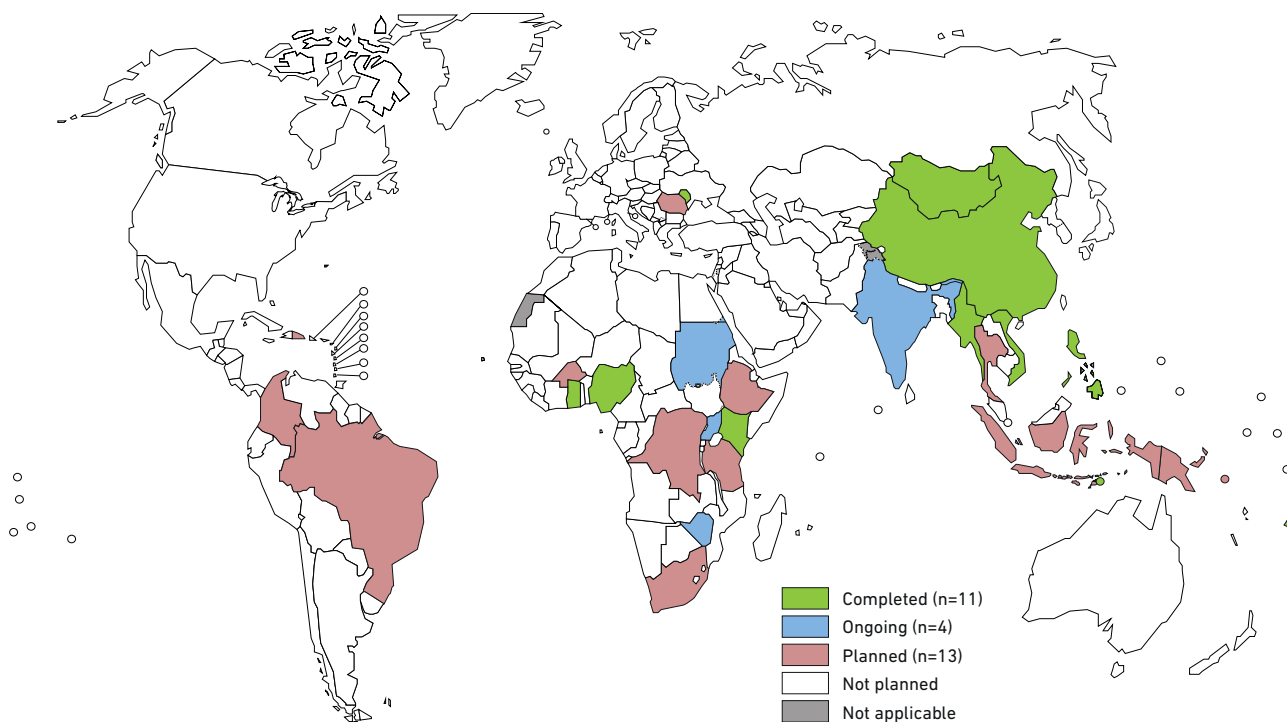 Completed (n=11)
Ongoing (n=4)
Planned (n=13)
Not planned
Not applicable